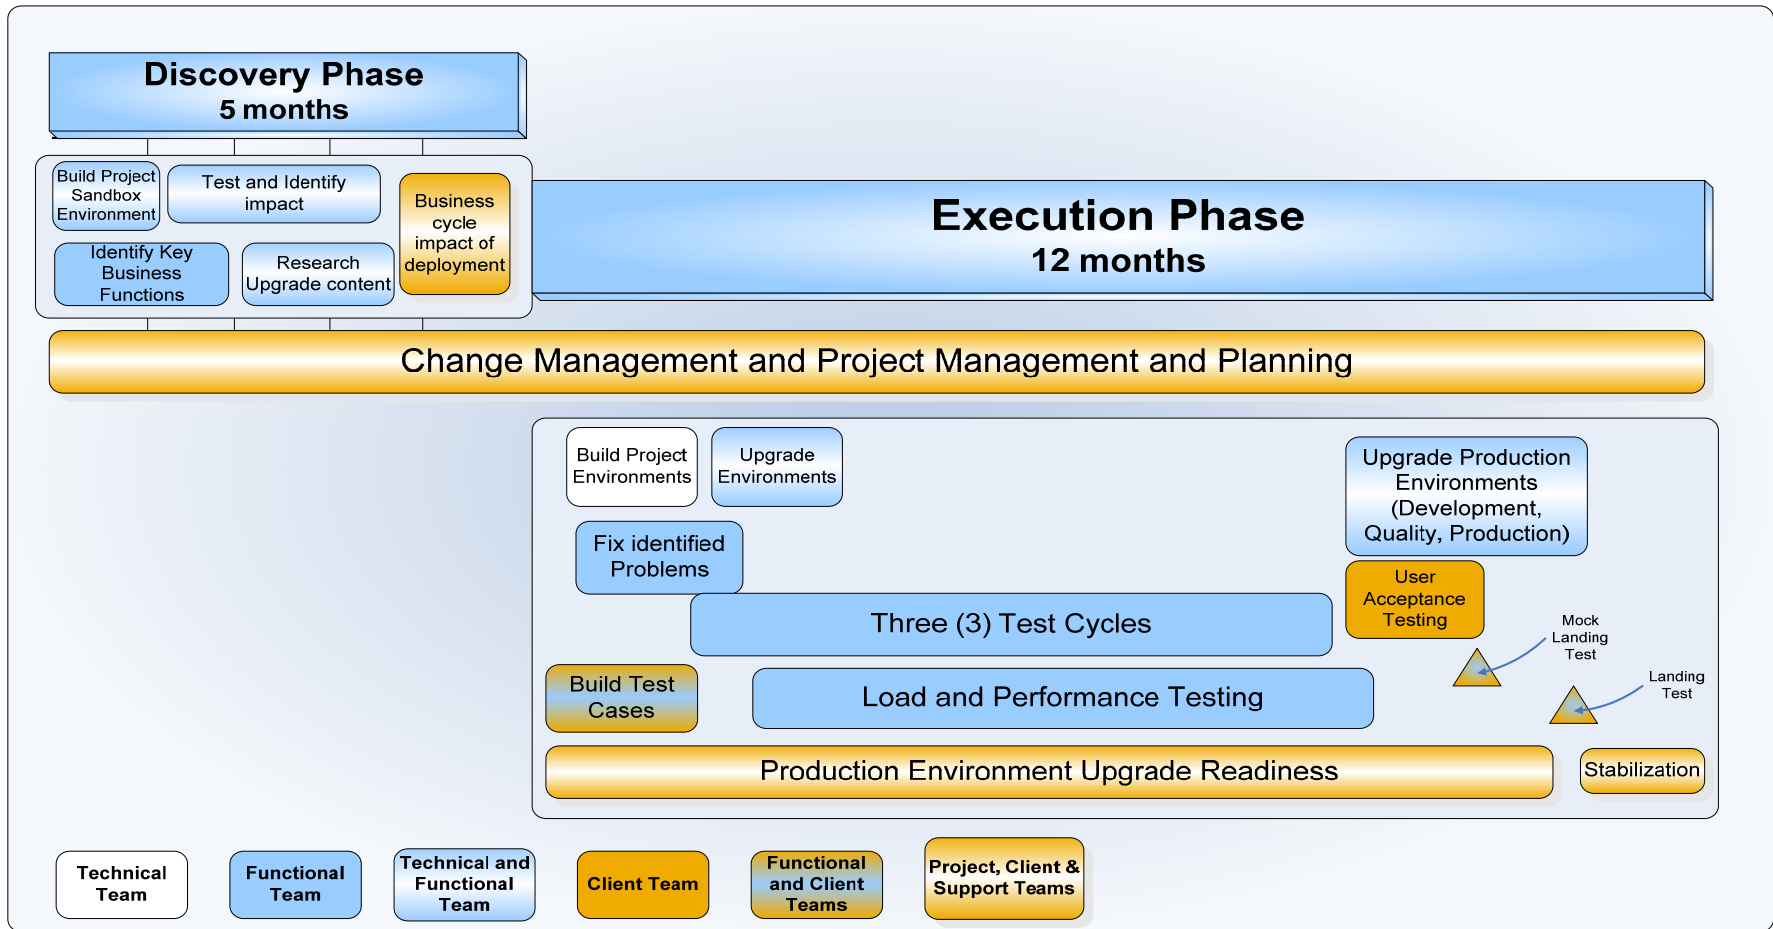 Discovery Phase
5 months
Build Project
Sandbox
Environment
Test and Identify
impact
Business
cycle
impact of
deployment
Identify Key
Business
Functions
Research
Upgrade content
Execution Phase
12 months
Change Management and Project Management and Planning
Build Project
Environments
Upgrade
Environments
Upgrade Production
Environments
(Development,
Quality, Production)
Fix identified
Problems
User
Acceptance
Testing
Three (3) Test Cycles
Mock
Landing
Test
Build Test
Cases
Load and Performance Testing
Landing
Test
Production Environment Upgrade Readiness
Stabilization
Technical
Team
Functional
Team
Technical and
Functional
Team
Client Team
Functional
and Client
Teams
Project, Client &
Support Teams